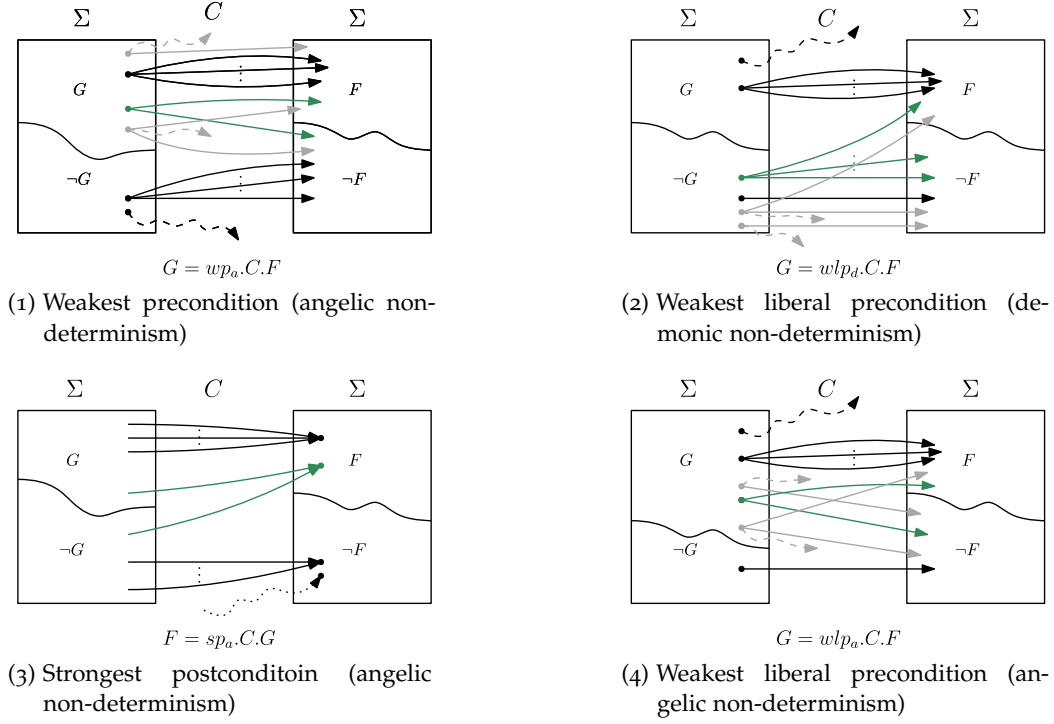 Σ C Σ
G F
¬G ¬F
G = wp_a.C.F
(1) Weakest precondition (angelic non-
determinism)
Σ C Σ
G F
¬G ¬F
G = wlp_d.C.F
(2) Weakest liberal precondition (de-
monic non-determinism)
Σ C Σ
G F
¬G ¬F
F = sp_a.C.G
(3) Strongest postconditoin (angelic
non-determinism)
Σ C Σ
G F
¬G ¬F
G = wlp_a.C.F
(4) Weakest liberal precondition (an-
gelic non-determinism)